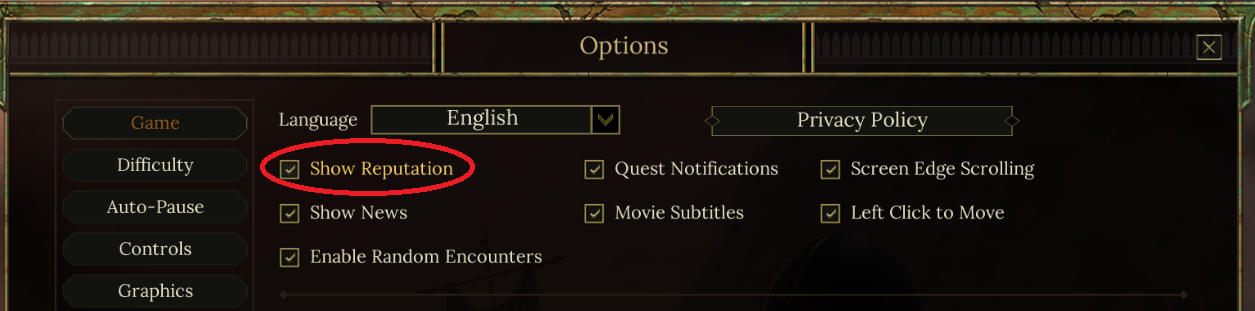 Options
Game
Language English Privacy Policy
Difficulty
Show Reputation Quest Notifications Screen Edge Scrolling
Auto-Pause
Show News Movie Subtitles Left Click to Move
Controls
Enable Random Encounters
Graphics